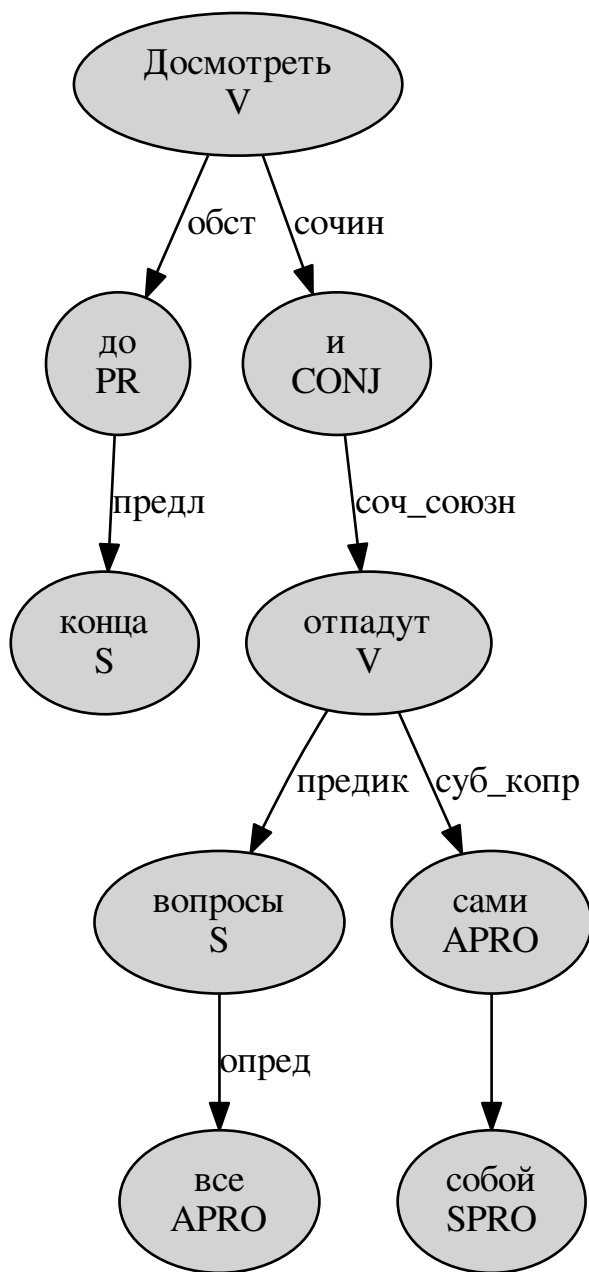 Досмотреть
V
обст
сочин
до
PR
и
CONJ
предл
соч_союзн
конца
S
отпадут
V
предик
суб_копр
вопросы
S
сами
APRO
опред
все
APRO
собой
SPRO